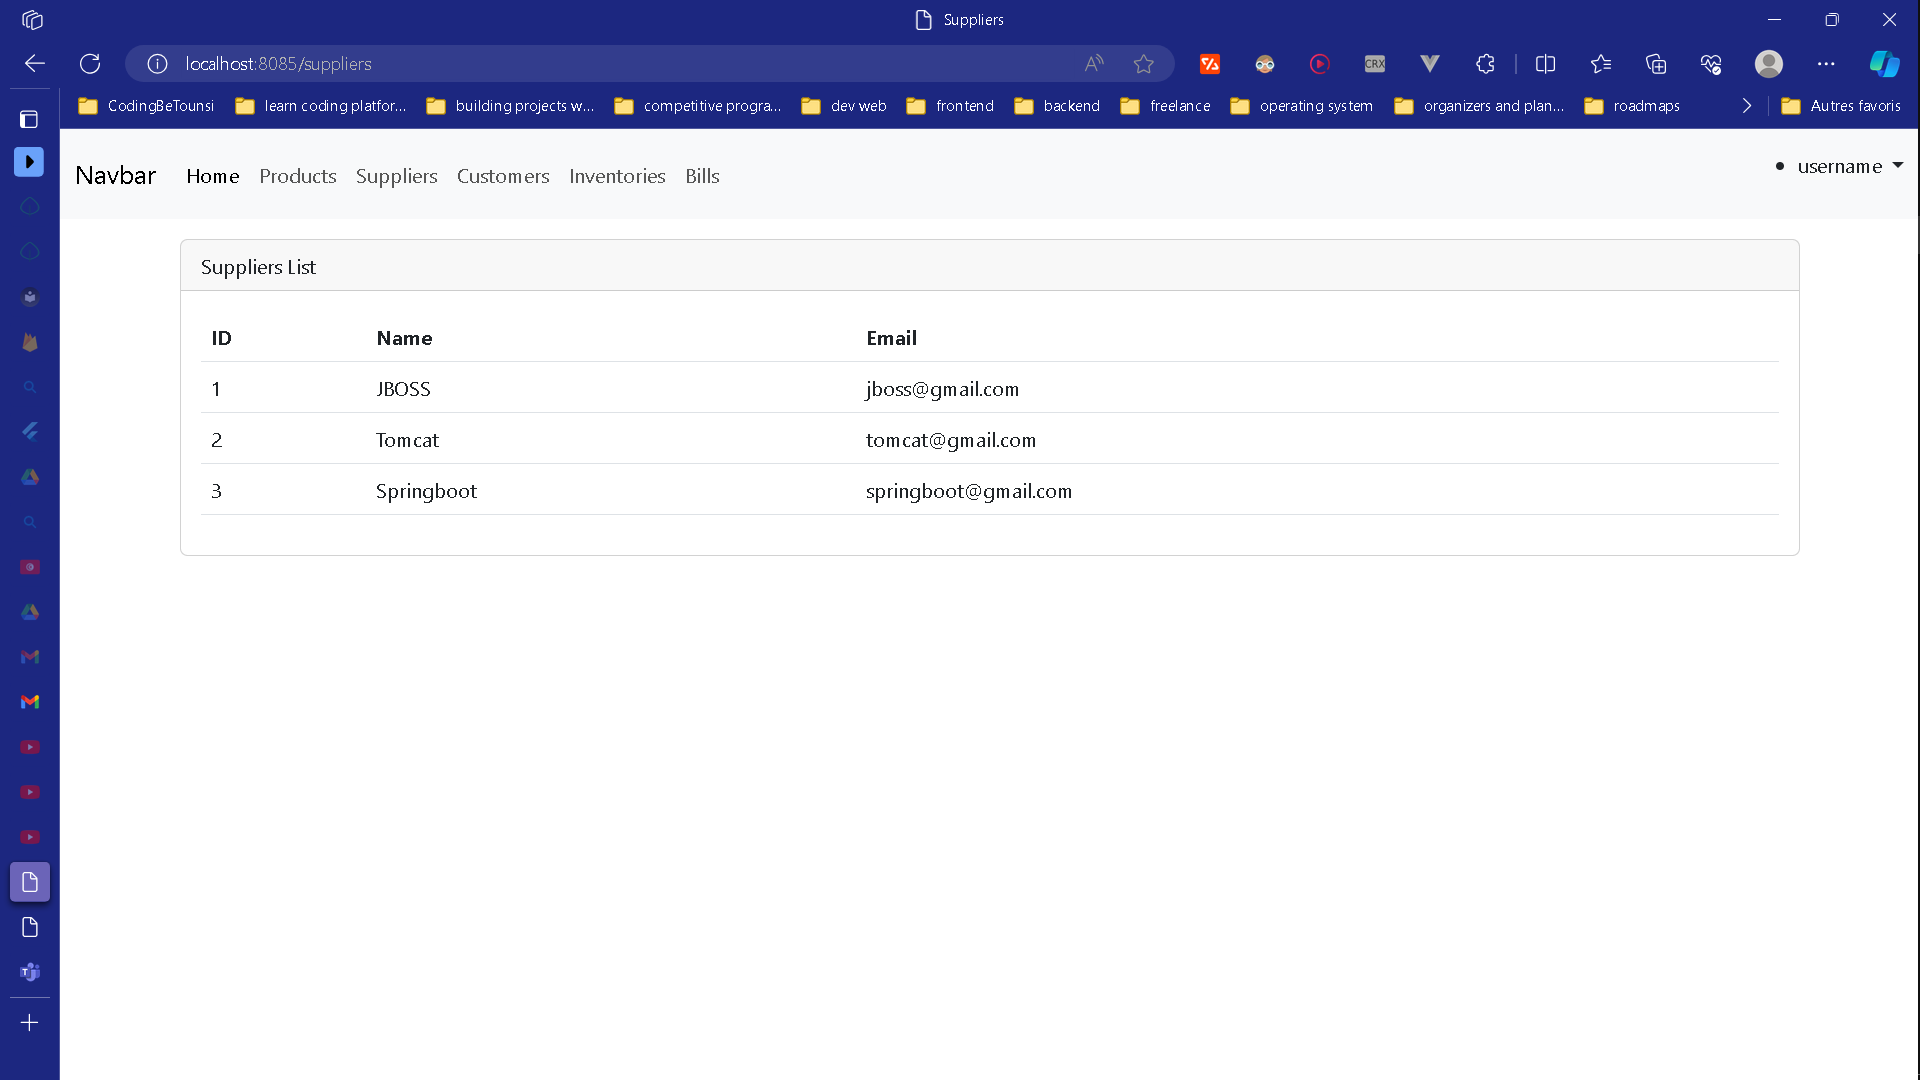 Suppliers
localhost:8085/suppliers
CRX
CodingBeTounsi learn coding platfor... building projects w... competitive progra... dev web frontend backend freelance operating system organizers and plan... roadmaps Autres favoris
Navbar Home Products Suppliers Customers Inventories Bills username
Suppliers List
ID Name Email
1 JBOSS jboss@gmail.com
2 Tomcat tomcat@gmail.com
3 Springboot springboot@gmail.com